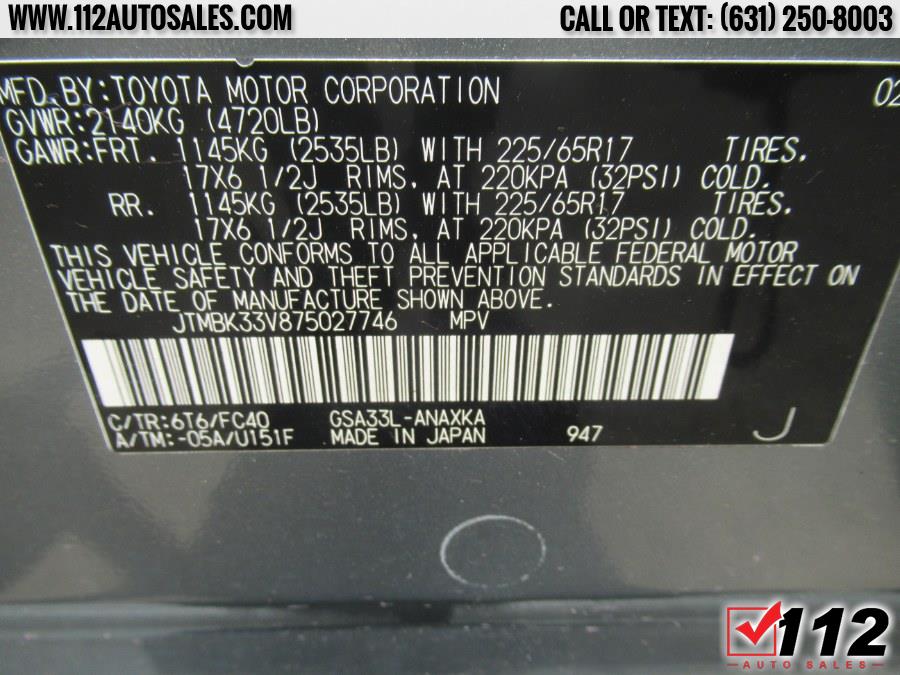 WWW.112AUTOSALES.COM
CALL OR TEXT: (631) 250-8003
MFD. BY:TOYOTA MOTOR CORPORATION 02
GVWR:2140KG (4720LB)
GAWR:FRT. 1145KG (2535LB) WITH 225/65R17 TIRES.
17X6 1/2J RIMS, AT 220KPA (32PSI) COLD.
RR. 1145KG (2535LB) WITH 225/65R17 TIRES.
17X6 1/2J RIMS, AT 220KPA (32PSI) COLD.
THIS VEHICLE CONFORMS TO ALL APPLICABLE FEDERAL MOTOR
VEHICLE SAFETY AND THEFT PREVENTION STANDARDS IN EFFECT ON
THE DATE OF MANUFACTURE SHOWN ABOVE.
JTMBK33V875027746 MPV
C/TR:6T6/FC40 GSA33L-ANAXKA
A/TM:-05A/U151F MADE IN JAPAN 947 J
112
AUTO SALES